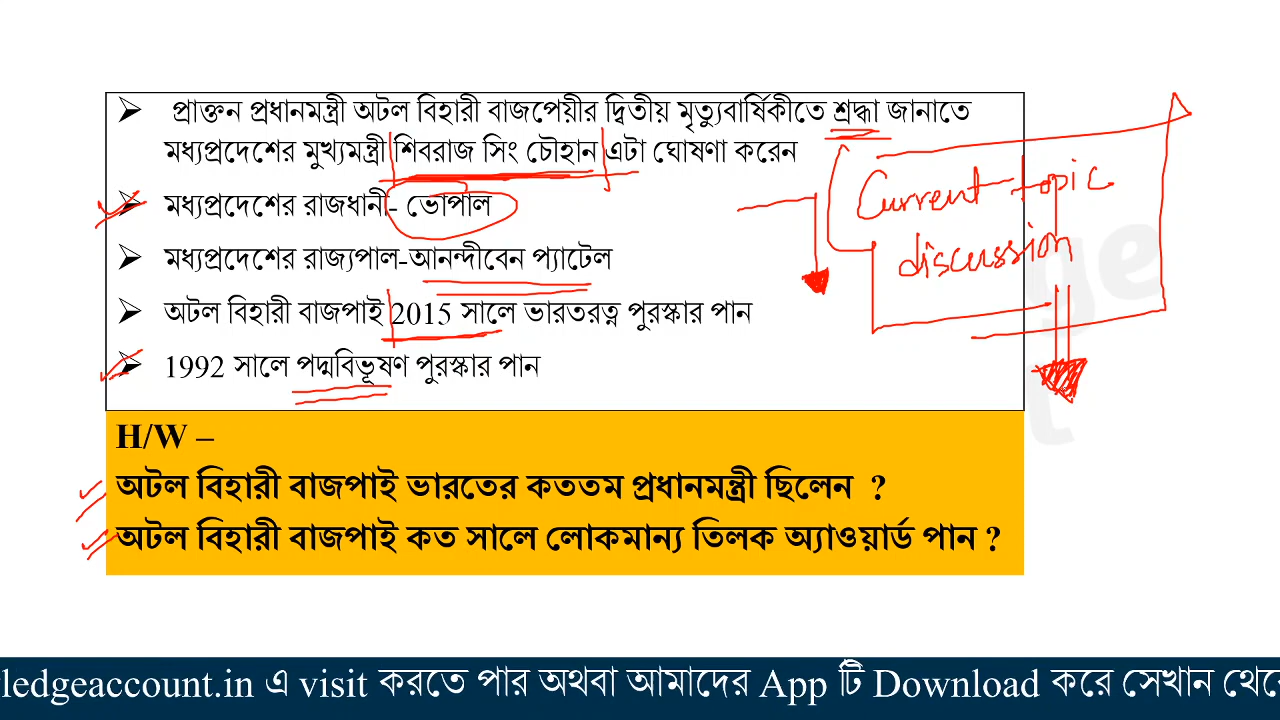 ➢ প্রাক্তন প্রধানমন্ত্রী অটল বিহারী বাজপেয়ীর দ্বিতীয় মৃত্যুবার্ষিকীতে শ্রদ্ধা জানাতে
মধ্যপ্রদেশের মুখ্যমন্ত্রী শিবরাজ সিং চৌহান এটা ঘোষণা করেন
➢ মধ্যপ্রদেশের রাজধানী- ভোপাল
➢ মধ্যপ্রদেশের রাজ্যপাল-আনন্দীবেন প্যাটেল
➢ অটল বিহারী বাজপাই 2015 সালে ভারতরত্ন পুরস্কার পান
➢ 1992 সালে পদ্মবিভূষণ পুরস্কার পান
Current topic
discussion
H/W –
অটল বিহারী বাজপাই ভারতের কততম প্রধানমন্ত্রী ছিলেন ?
অটল বিহারী বাজপাই কত সালে লোকমান্য তিলক অ্যাওয়ার্ড পান ?
ledgeaccount.in এ visit করতে পার অথবা আমাদের App টি Download করে সেখান থেকে